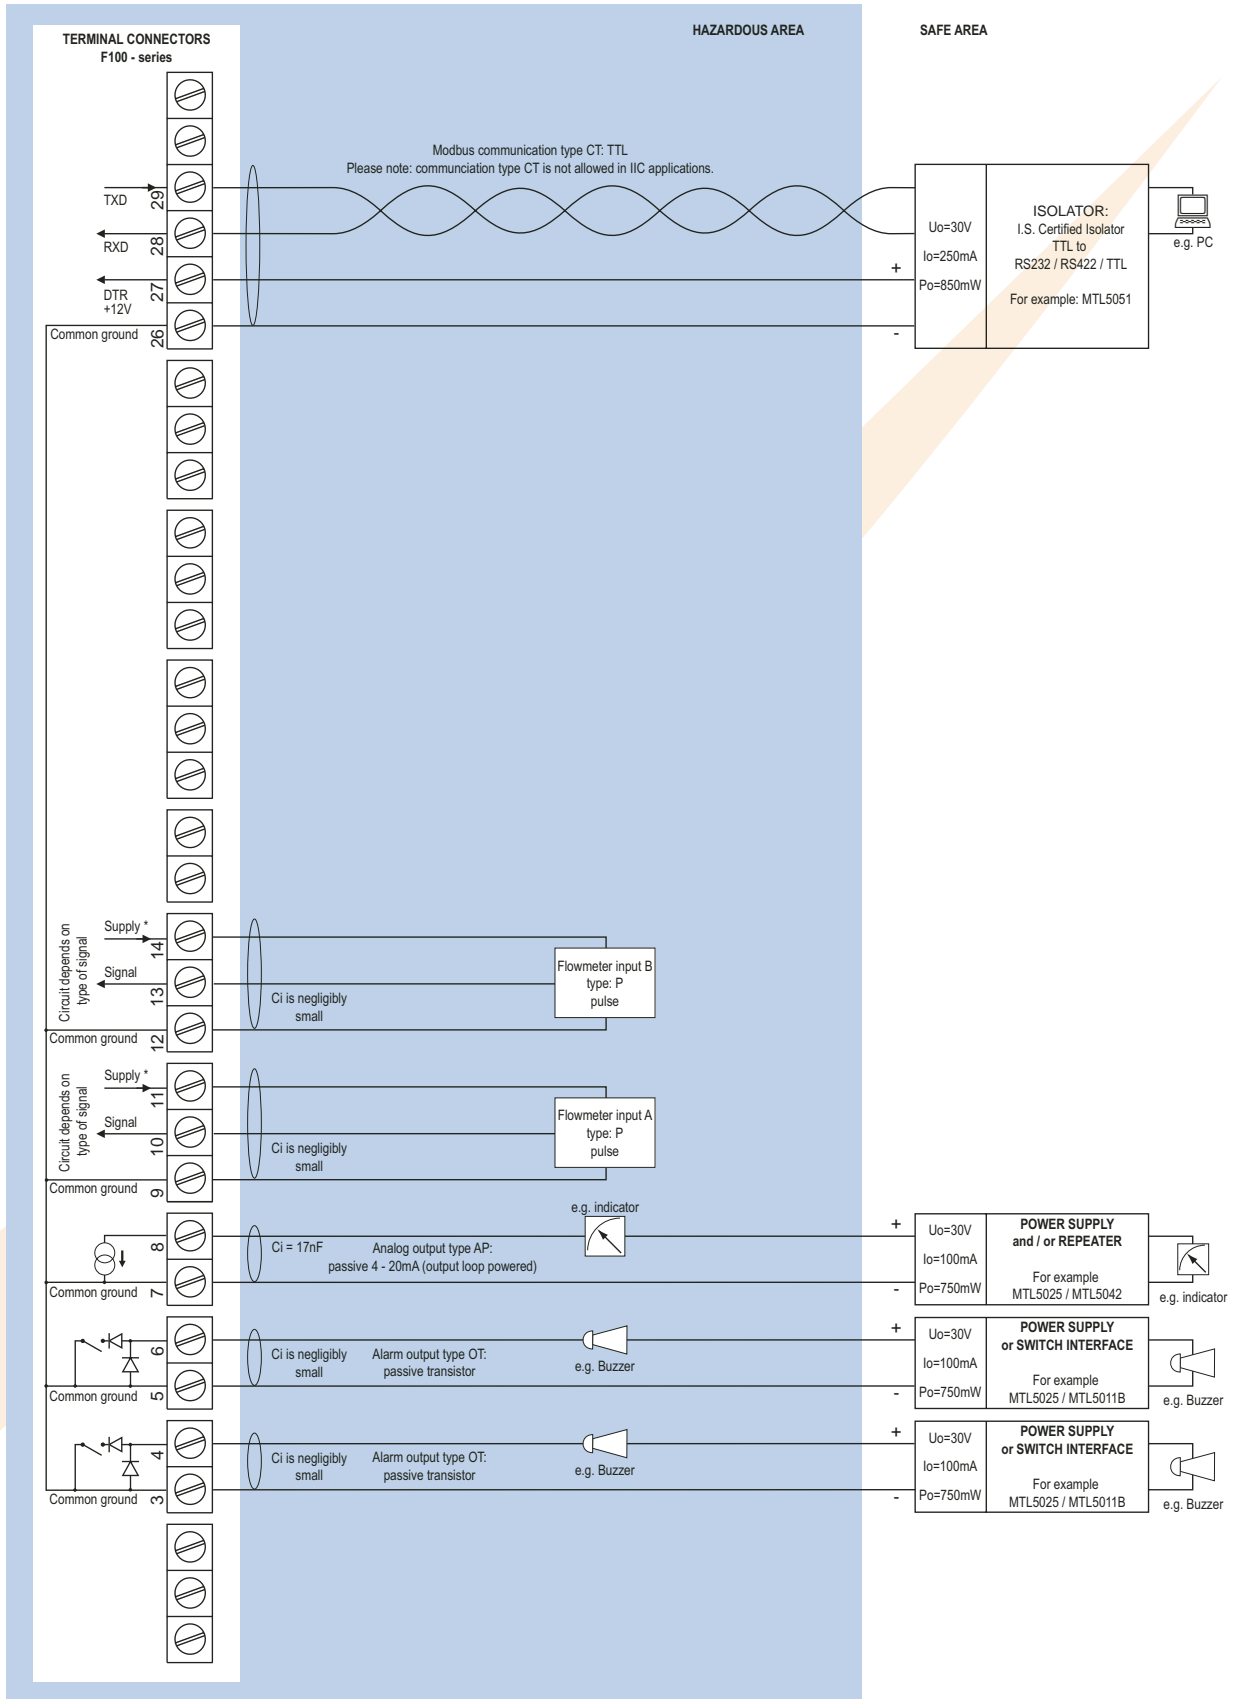 TERMINAL CONNECTORS
F100 - series
HAZARDOUS AREA
SAFE AREA
Modbus communication type CT: TTL
Please note: communciation type CT is not allowed in IIC applications.
TXD
29
RXD
28
DTR
+12V
27
Common ground
26
+
-
Uo=30V
Io=250mA
Po=850mW
ISOLATOR:
I.S. Certified Isolator
TTL to
RS232 / RS422 / TTL
For example: MTL5051
e.g. PC
Circuit depends on
type of signal
Supply *
14
Signal
13
Common ground
12
Ci is negligibly
small
Flowmeter input B
type: P
pulse
Circuit depends on
type of signal
Supply *
11
Signal
10
Common ground
9
Ci is negligibly
small
Flowmeter input A
type: P
pulse
8
Common ground
7
Ci = 17nF
Analog output type AP:
passive 4 - 20mA (output loop powered)
e.g. indicator
+
-
Uo=30V
Io=100mA
Po=750mW
POWER SUPPLY
and / or REPEATER
For example
MTL5025 / MTL5042
e.g. indicator
6
Common ground
5
Ci is negligibly
small
Alarm output type OT:
passive transistor
e.g. Buzzer
+
-
Uo=30V
Io=100mA
Po=750mW
POWER SUPPLY
or SWITCH INTERFACE
For example
MTL5025 / MTL5011B
e.g. Buzzer
4
Common ground
3
Ci is negligibly
small
Alarm output type OT:
passive transistor
e.g. Buzzer
+
-
Uo=30V
Io=100mA
Po=750mW
POWER SUPPLY
or SWITCH INTERFACE
For example
MTL5025 / MTL5011B
e.g. Buzzer